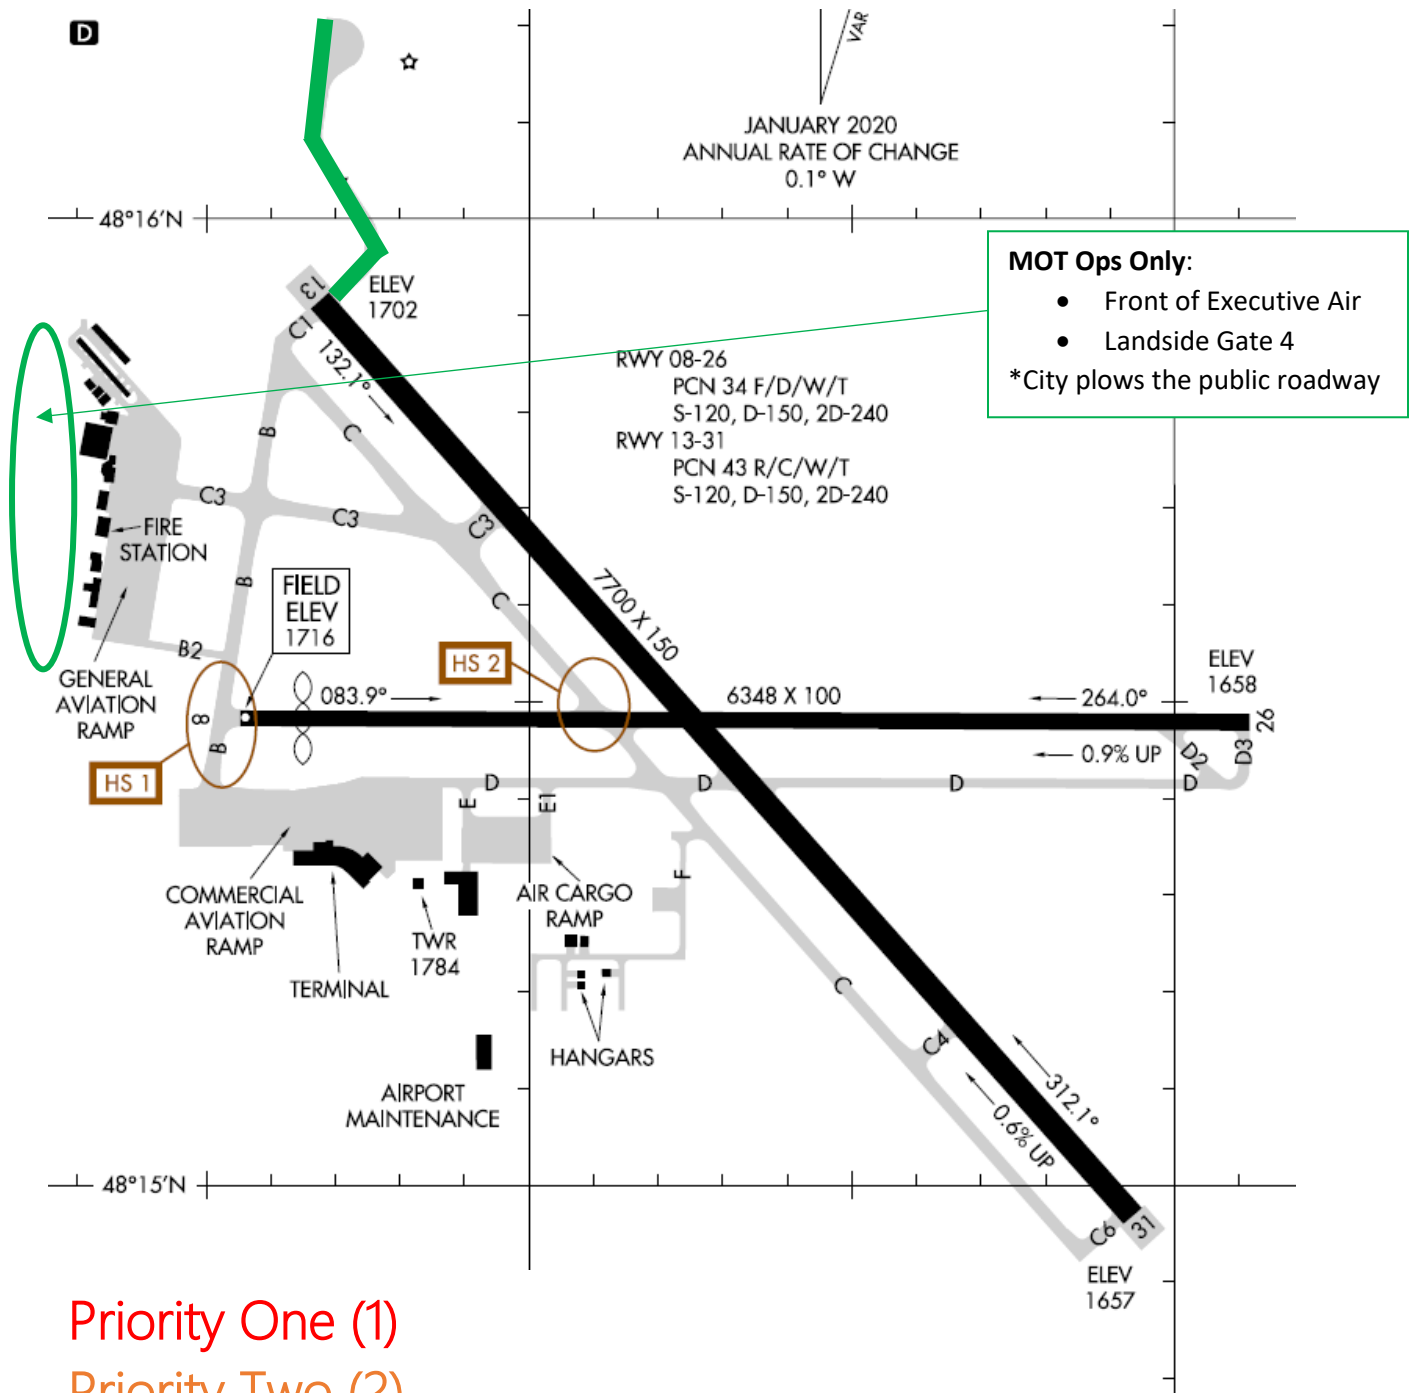 D
VAR
JANUARY 2020
ANNUAL RATE OF CHANGE
0.1° W
48°16'N
MOT Ops Only:
• Front of Executive Air
• Landside Gate 4
*City plows the public roadway
ELEV
1702
13
C1
132.1°
RWY 08-26
PCN 34 F/D/W/T
S-120, D-150, 2D-240
RWY 13-31
PCN 43 R/C/W/T
S-120, D-150, 2D-240
B
C
C3
C3
C3
FIRE
STATION
B
FIELD
ELEV
1716
C
7700 X 150
B2
HS 2
GENERAL
AVIATION
RAMP
ELEV
1658
083.9°
6348 X 100
264.0°
8
26
B
0.9% UP
D2
D3
HS 1
D
D
D
D
E
E1
F
COMMERCIAL
AVIATION
RAMP
AIR CARGO
RAMP
TWR
1784
TERMINAL
C
HANGARS
C4
312.1°
0.6% UP
AIRPORT
MAINTENANCE
48°15'N
C6
31
ELEV
1657
Priority One (1)
Priority Two (2)